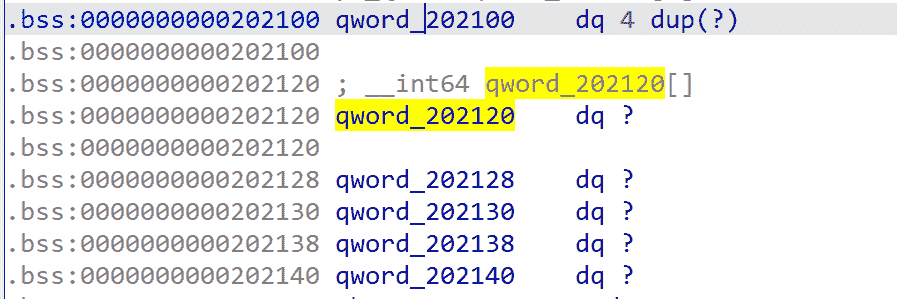 .bss:0000000000202100 qword_202100 dq 4 dup(?)
.bss:0000000000202100
.bss:0000000000202120 ; __int64 qword_202120[]
.bss:0000000000202120 qword_202120 dq ?
.bss:0000000000202120
.bss:0000000000202128 qword_202128 dq ?
.bss:0000000000202130 qword_202130 dq ?
.bss:0000000000202138 qword_202138 dq ?
.bss:0000000000202140 qword_202140 dq ?